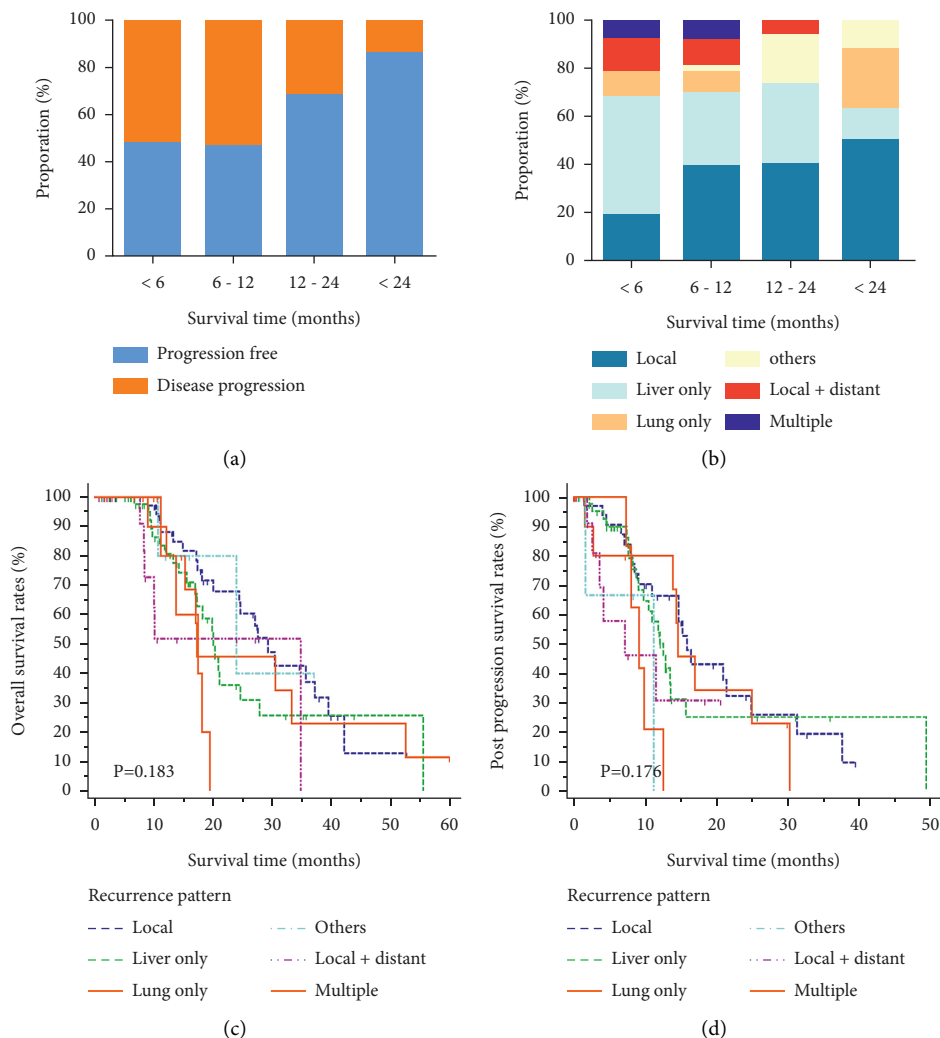 100
80
60
40
20
0
Proporation (%)
< 6
6 - 12
12 - 24
< 24
Survival time (months)
Progression free
Disease progression
(a)
100
80
60
40
20
0
Proporation (%)
< 6
6 - 12
12 - 24
< 24
Survival time (months)
Local
Liver only
Lung only
others
Local + distant
Multiple
(b)
100
90
80
70
60
50
40
30
20
10
0
Overall survival rates (%)
P=0.183
0
10
20
30
40
50
60
Survival time (months)
Recurrence pattern
Local
Liver only
Lung only
Others
Local + distant
Multiple
(c)
100
90
80
70
60
50
40
30
20
10
0
Post progression survival rates (%)
P=0.176
0
10
20
30
40
50
Survival time (months)
Recurrence pattern
Local
Liver only
Lung only
Others
Local + distant
Multiple
(d)